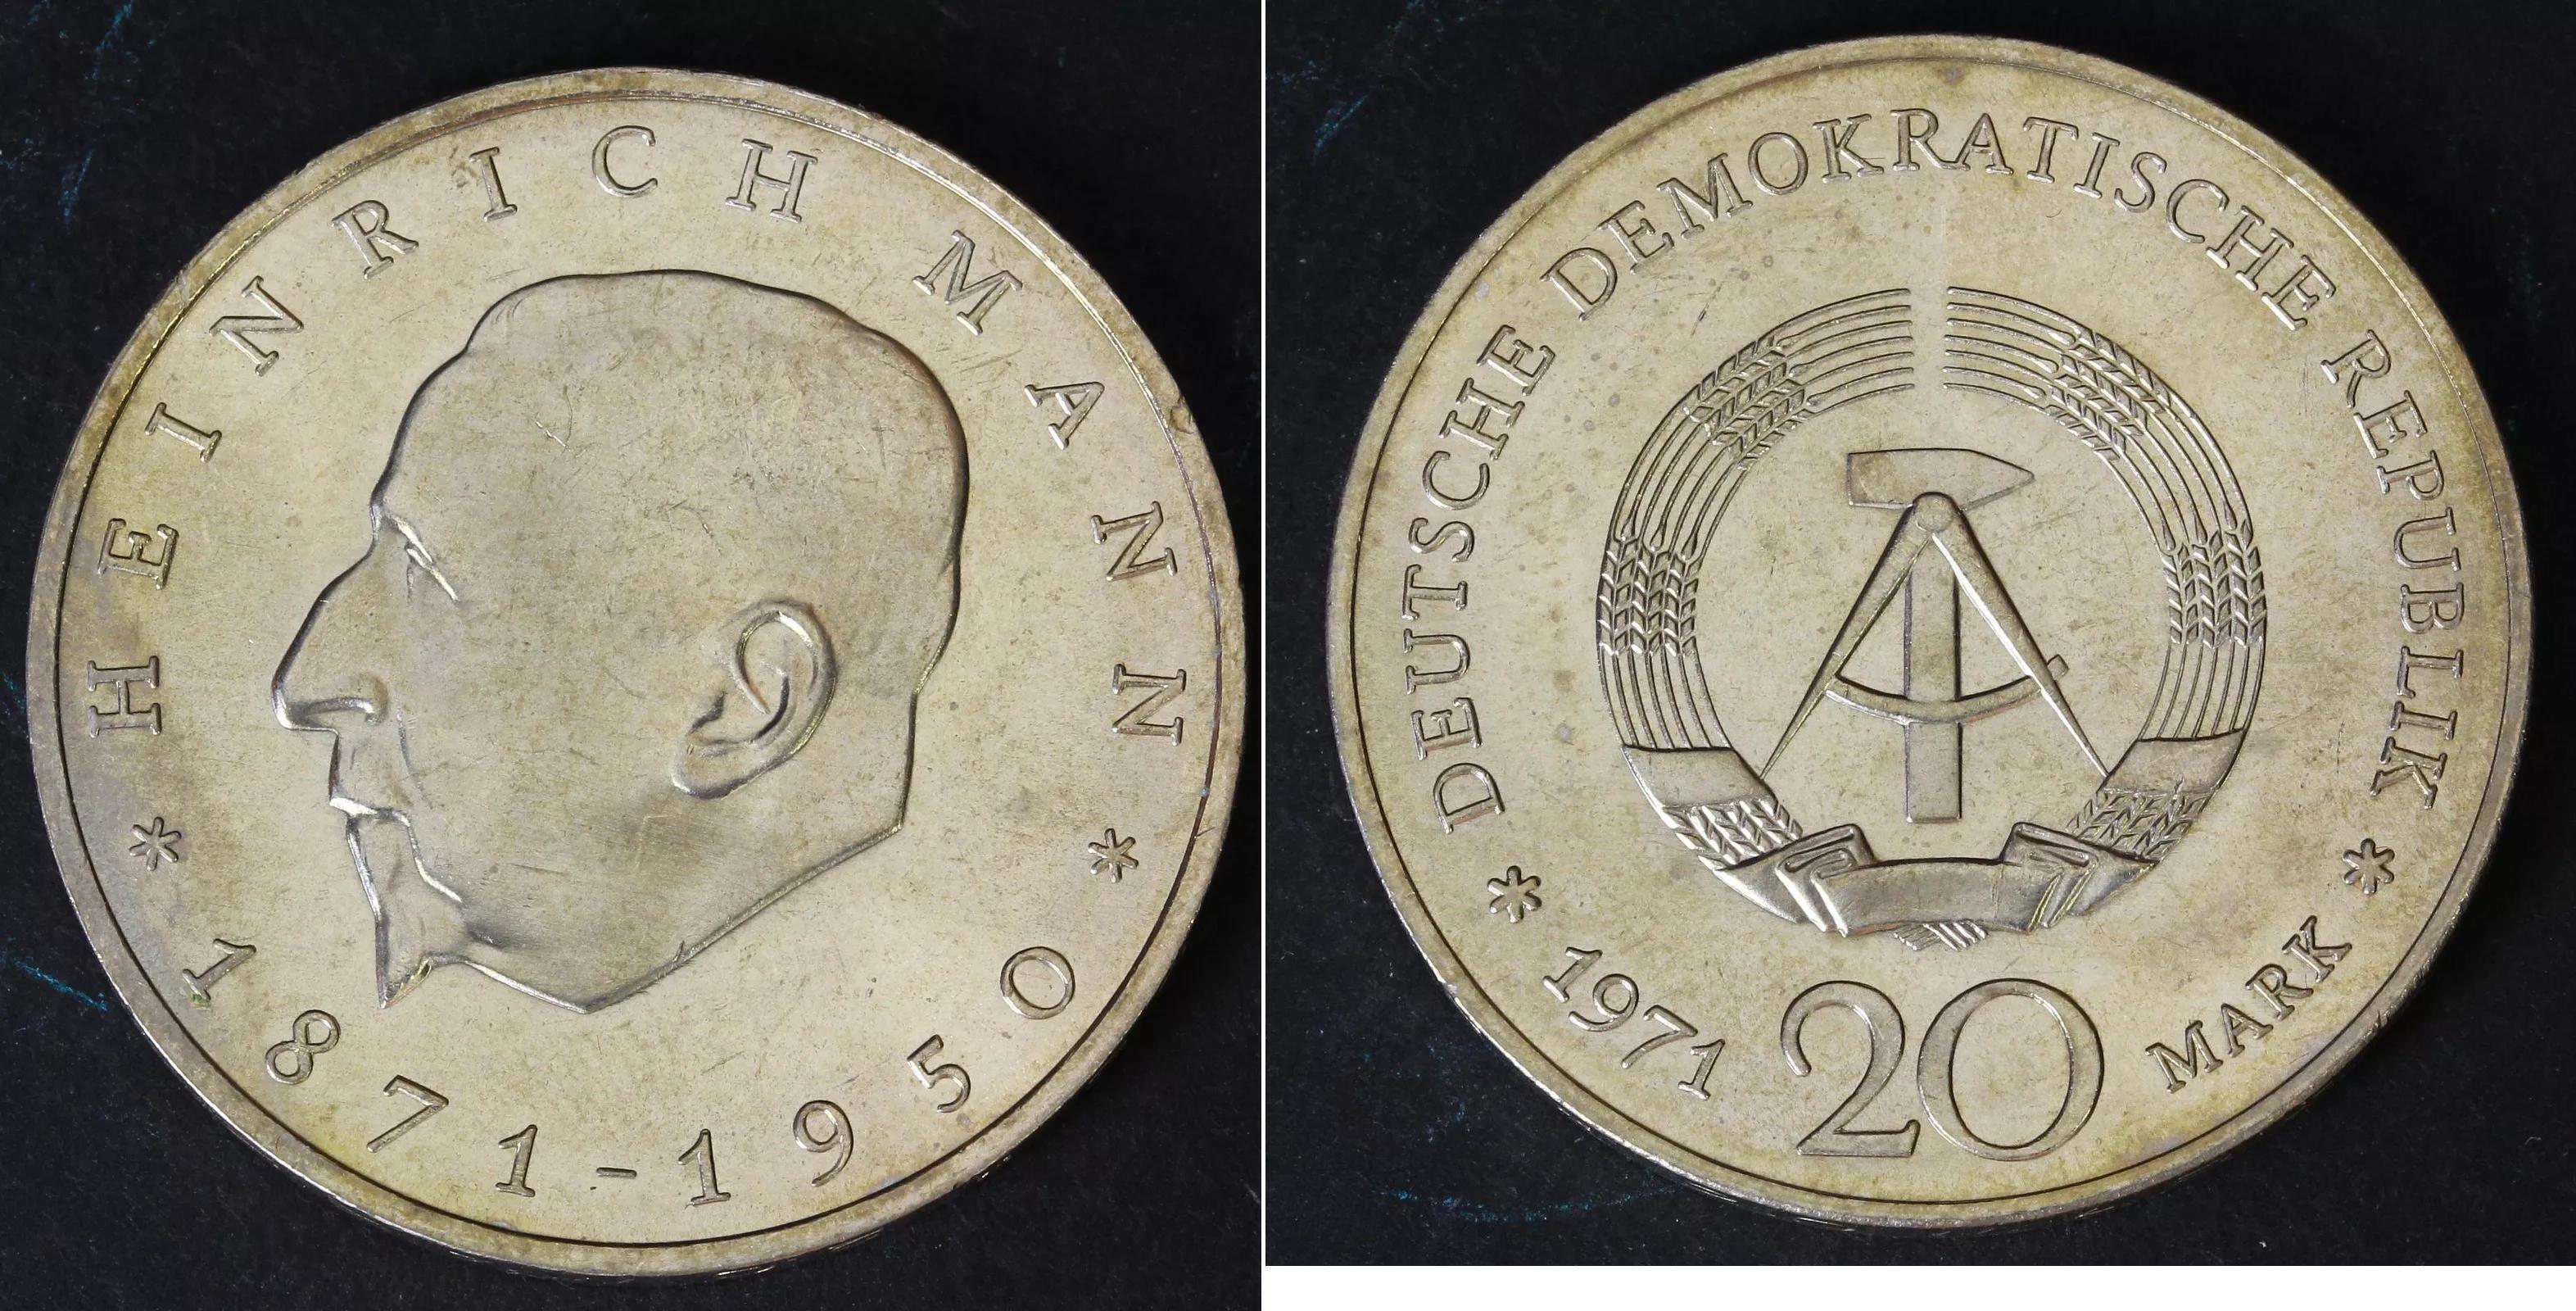 HEINRICH MANN
* 1871-1950 *
DEUTSCHE DEMOKRATISCHE REPUBLIK
* 1971 20 MARK *